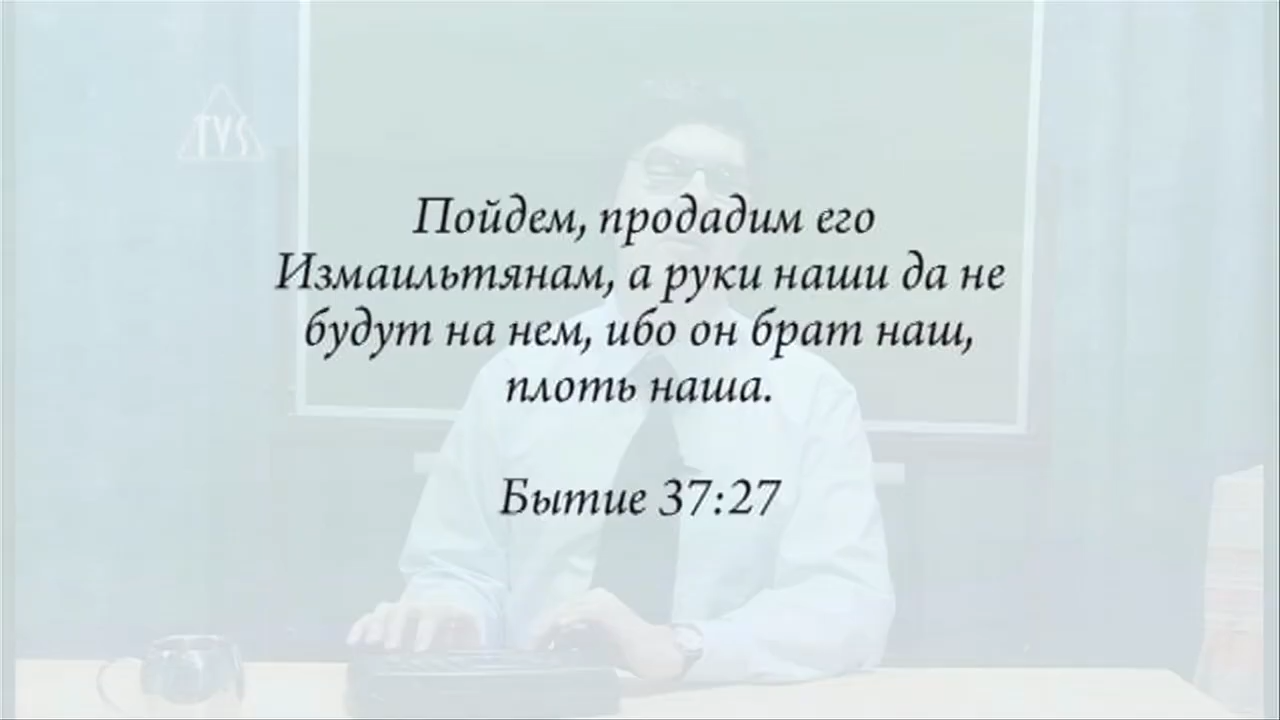 TVS
Пойдем, продадим его
Измаильтянам, а руки наши да не
будут на нем, ибо он брат наш,
плоть наша.
Бытие 37:27